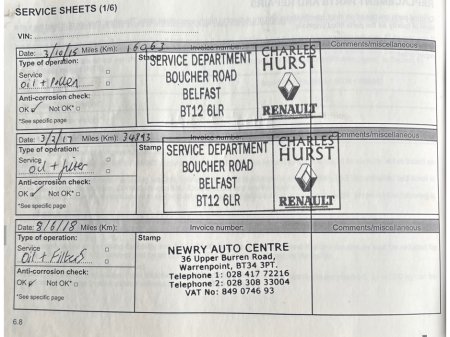 SERVICE SHEETS (1/6)
VIN:
Date: 3/10/15 Miles (Km): 16963 Invoice number: Comments/miscellaneous
Type of operation: Stamp
Service
oil + Pollen
Anti-corrosion check:
OK Not OK*
*See specific page
SERVICE DEPARTMENT
BOUCHER ROAD
BELFAST
BT12 6LR
CHARLES
HURST
RENAULT
Date: 3/2/17 Miles (Km): 34893 Invoice number: Comments/miscellaneous
Type of operation: Stamp
Service
oil + filter
Anti-corrosion check:
OK Not OK*
*See specific page
SERVICE DEPARTMENT
BOUCHER ROAD
BELFAST
BT12 6LR
CHARLES
HURST
RENAULT
Date: 8/6/18 Miles (Km): Invoice number: Comments/miscellaneous
Type of operation: Stamp
Service
Oil + Filters
Anti-corrosion check:
OK Not OK*
*See specific page
NEWRY AUTO CENTRE
36 Upper Burren Road,
Warrenpoint, BT34 3PT.
Telephone 1: 028 417 72216
Telephone 2: 028 308 33004
VAT No: 849 0746 93
6.8